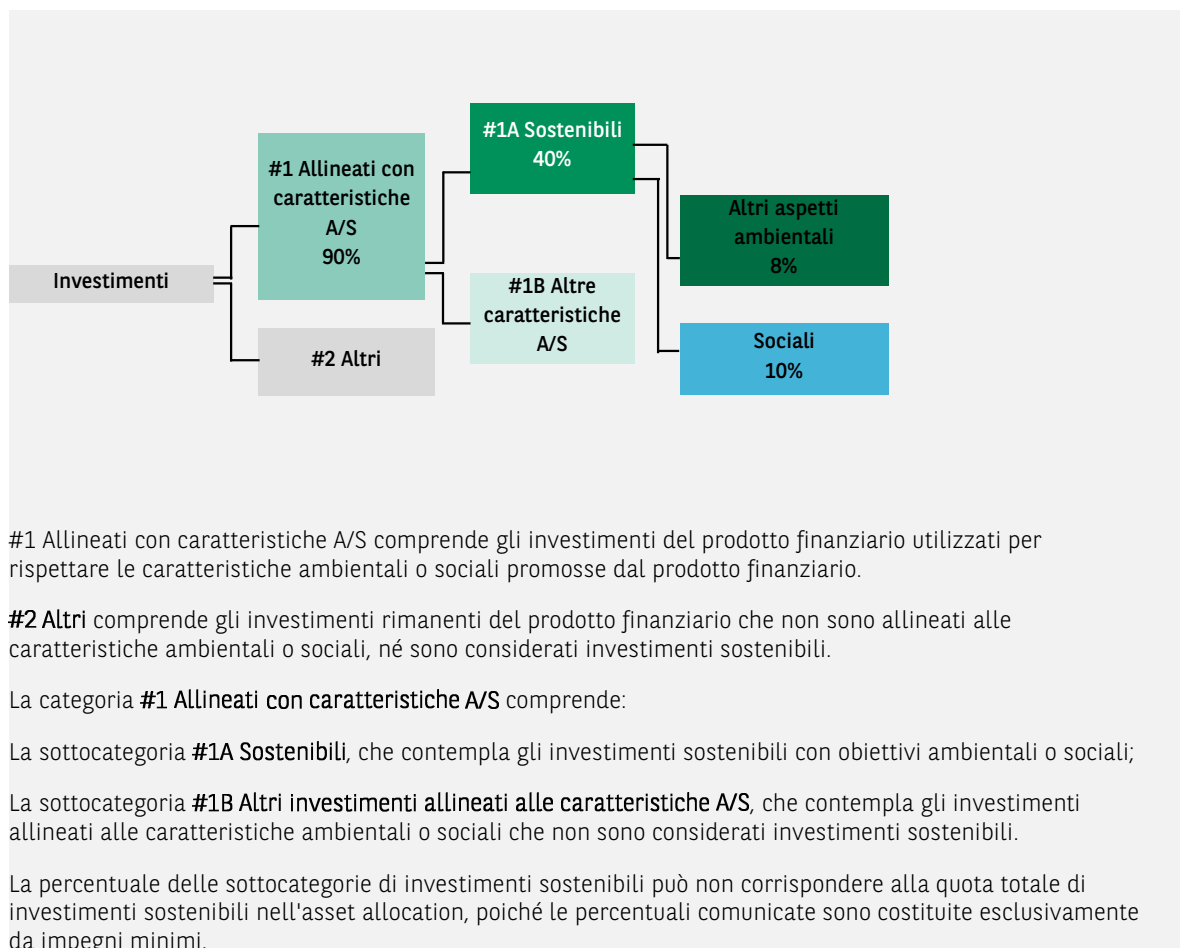 Investimenti
#1 Allineati con
caratteristiche
A/S
90%
#2 Altri
#1A Sostenibili
40%
#1B Altre
caratteristiche
A/S
Altri aspetti
ambientali
8%
Sociali
10%
#1 Allineati con caratteristiche A/S comprende gli investimenti del prodotto finanziario utilizzati per
rispettare le caratteristiche ambientali o sociali promosse dal prodotto finanziario.
#2 Altri comprende gli investimenti rimanenti del prodotto finanziario che non sono allineati alle
caratteristiche ambientali o sociali, né sono considerati investimenti sostenibili.
La categoria #1 Allineati con caratteristiche A/S comprende:
La sottocategoria #1A Sostenibili, che contempla gli investimenti sostenibili con obiettivi ambientali o sociali;
La sottocategoria #1B Altri investimenti allineati alle caratteristiche A/S, che contempla gli investimenti
allineati alle caratteristiche ambientali o sociali che non sono considerati investimenti sostenibili.
La percentuale delle sottocategorie di investimenti sostenibili può non corrispondere alla quota totale di
investimenti sostenibili nell'asset allocation, poiché le percentuali comunicate sono costituite esclusivamente
da impegni minimi.